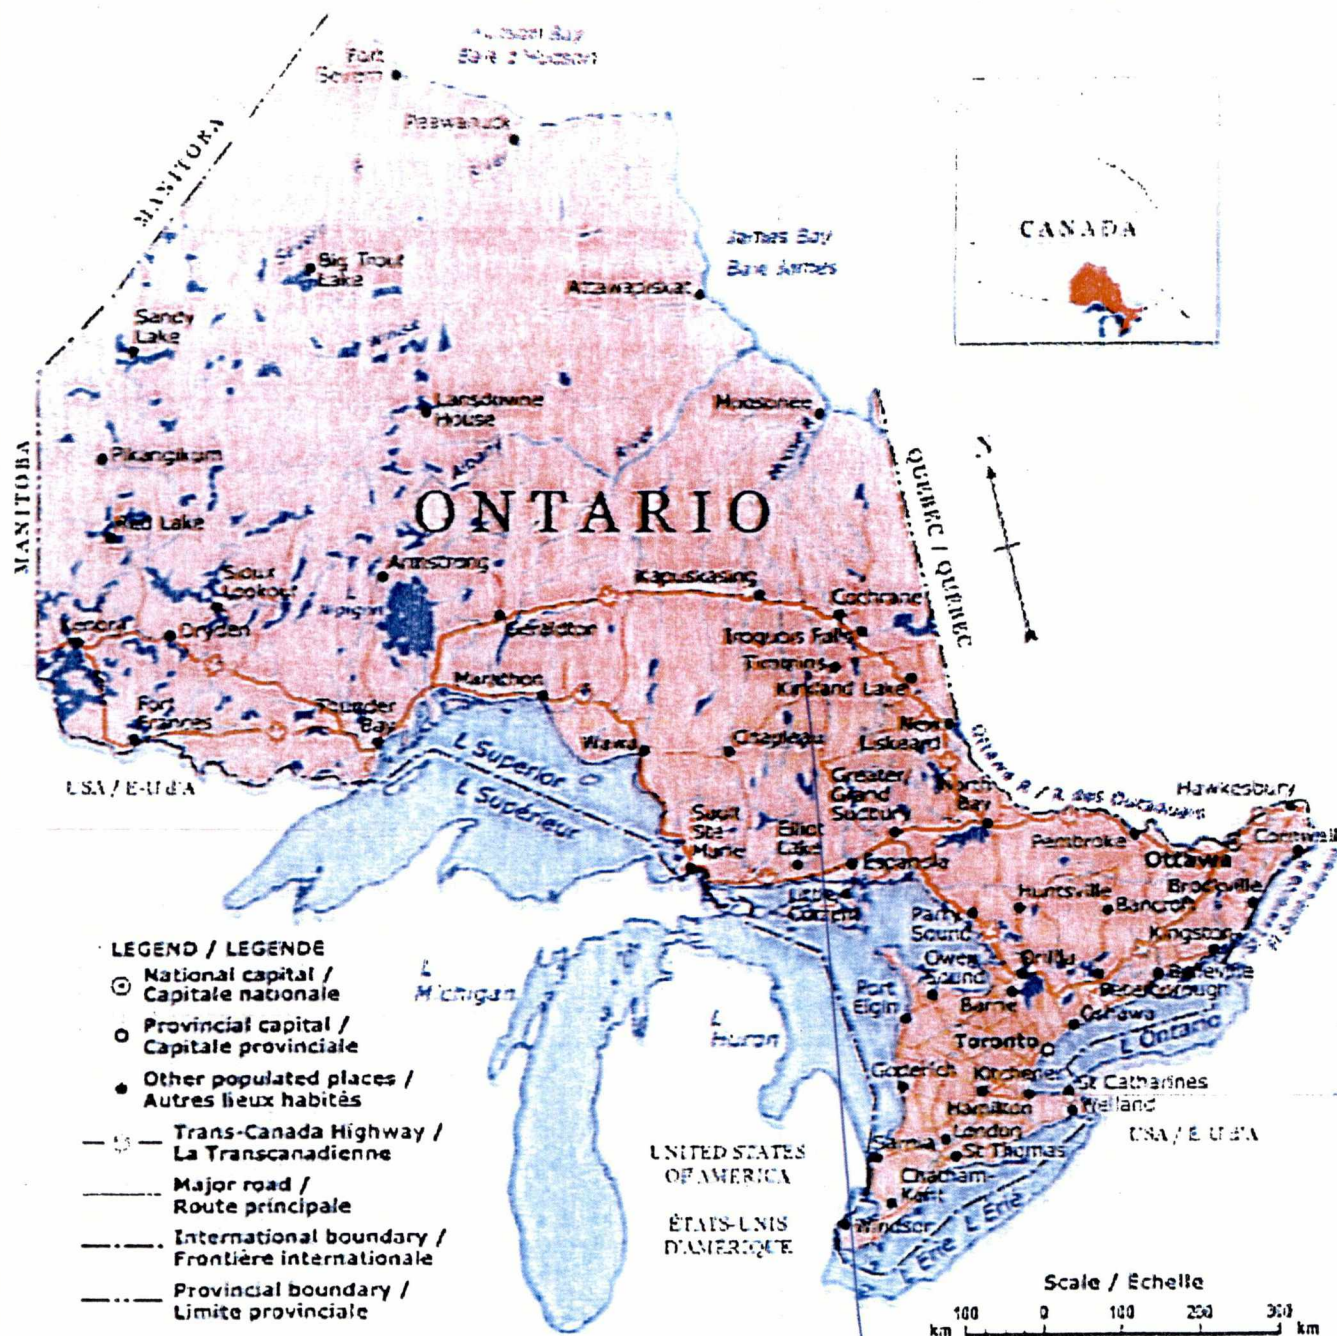 Hudson Bay
Baie d'Hudson
Fort
Severn
Peawanuck
MANITOBA
James Bay
Baie James
CANADA
Big Trout
Lake
Attawapiskat
Sandy
Lake
Lansdowne
House
Moosonee
MANITOBA
Pikangikum
Albany
River
ONTARIO
QUEBEC / QUÉBEC
Red Lake
Armstrong
Kapuskasing
Sioux
Lookout
L
Nipigon
Cochrane
Kenora
Dryden
Geraldton
Iroquois Falls
Timmins
Kirkland Lake
Marathon
Fort
Frances
Thunder
Bay
New
Liskeard
Wawa
Chapleau
L Superior
L Supérieur
USA / É-U d'A
Greater/
Grand
Sudbury
North
Bay
Ottawa R / R des Outaouais
Hawkesbury
Sault
Ste
Marie
Elliot
Lake
Pembroke
Ottawa
Cornwall
Espanola
Little
Current
Huntsville
Bancroft
Brockville
Parry
Sound
Kingston
Owen
Sound
Orillia
Belleville
Port
Elgin
Barrie
Peterborough
Oshawa
L
Michigan
L
Huron
Toronto
L Ontario
Goderich
Kitchener
St Catharines
Hamilton
Welland
London
St Thomas
USA / É-U d'A
Sarnia
Chatham-
Kent
Windsor
L Erie
L Érié
UNITED STATES
OF AMERICA
ÉTATS-UNIS
D'AMÉRIQUE
LEGEND / LÉGENDE
National capital /
Capitale nationale
Provincial capital /
Capitale provinciale
Other populated places /
Autres lieux habités
Trans-Canada Highway /
La Transcanadienne
Major road /
Route principale
International boundary /
Frontière internationale
Provincial boundary /
Limite provinciale
Scale / Échelle
100 0 100 200 300
km km